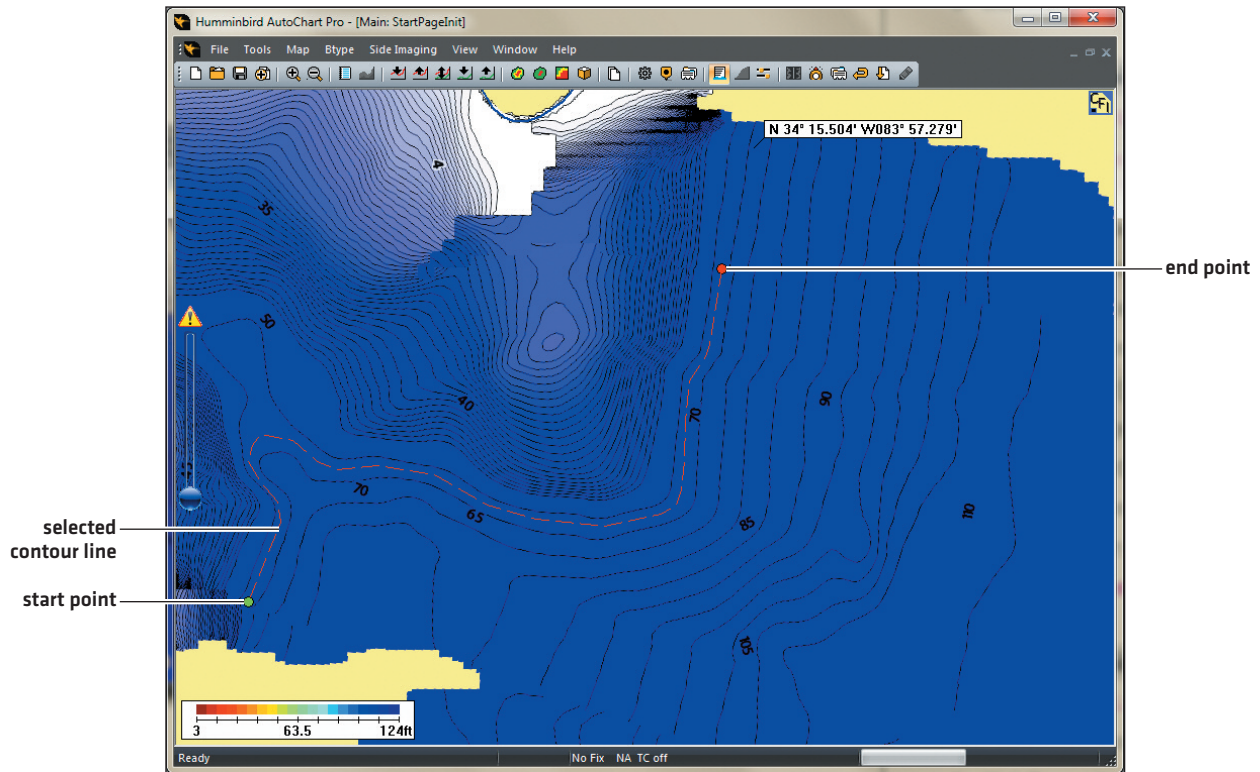 Humminbird AutoChart Pro - [Main: StartPageInit]
File Tools Map Btype Side Imaging View Window Help
N 34° 15.504' W083° 57.279'
4
35
50
end point
40
70
90
70
65
85
110
selected
contour line
start point
105
3 63.5 124ft
Ready No Fix NA TC off